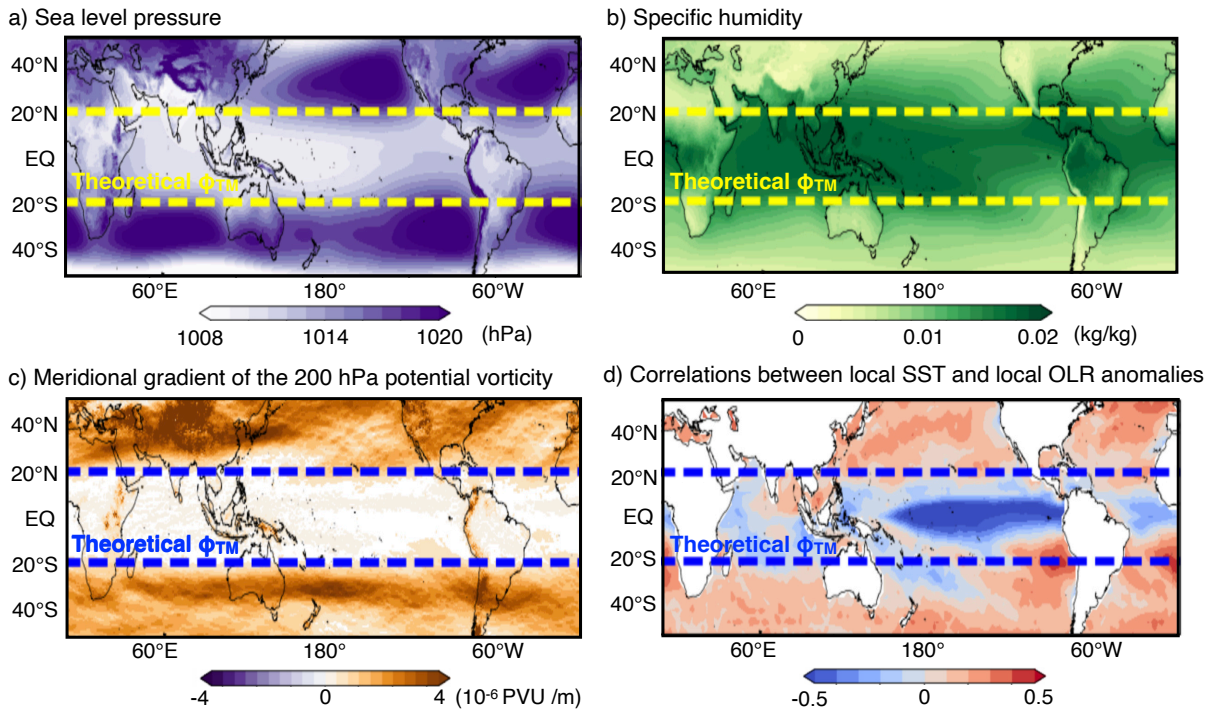 a) Sea level pressure
40°N
20°N
EQ
Theoretical ϕTM
20°S
40°S
60°E 180° 60°W
1008 1014 1020 (hPa)
b) Specific humidity
40°N
20°N
EQ
Theoretical ϕTM
20°S
40°S
60°E 180° 60°W
0 0.01 0.02 (kg/kg)
c) Meridional gradient of the 200 hPa potential vorticity
40°N
20°N
EQ
Theoretical ϕTM
20°S
40°S
60°E 180° 60°W
-4 0 4 (10⁻⁶ PVU /m)
d) Correlations between local SST and local OLR anomalies
40°N
20°N
EQ
Theoretical ϕTM
20°S
40°S
60°E 180° 60°W
-0.5 0 0.5